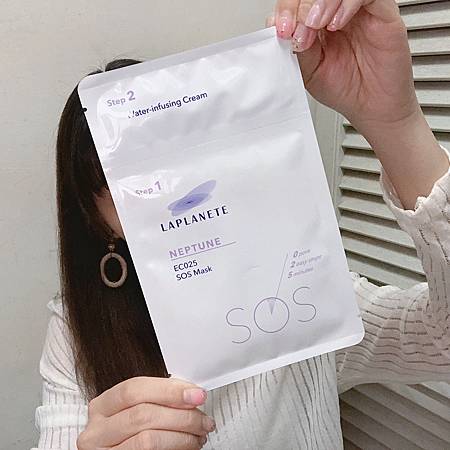 Step 2
Water-infusing Cream
Step 1
LAPLANETE
NEPTUNE
EC025
SOS Mask
0 pore
2 easy steps
5 minutes
SOS